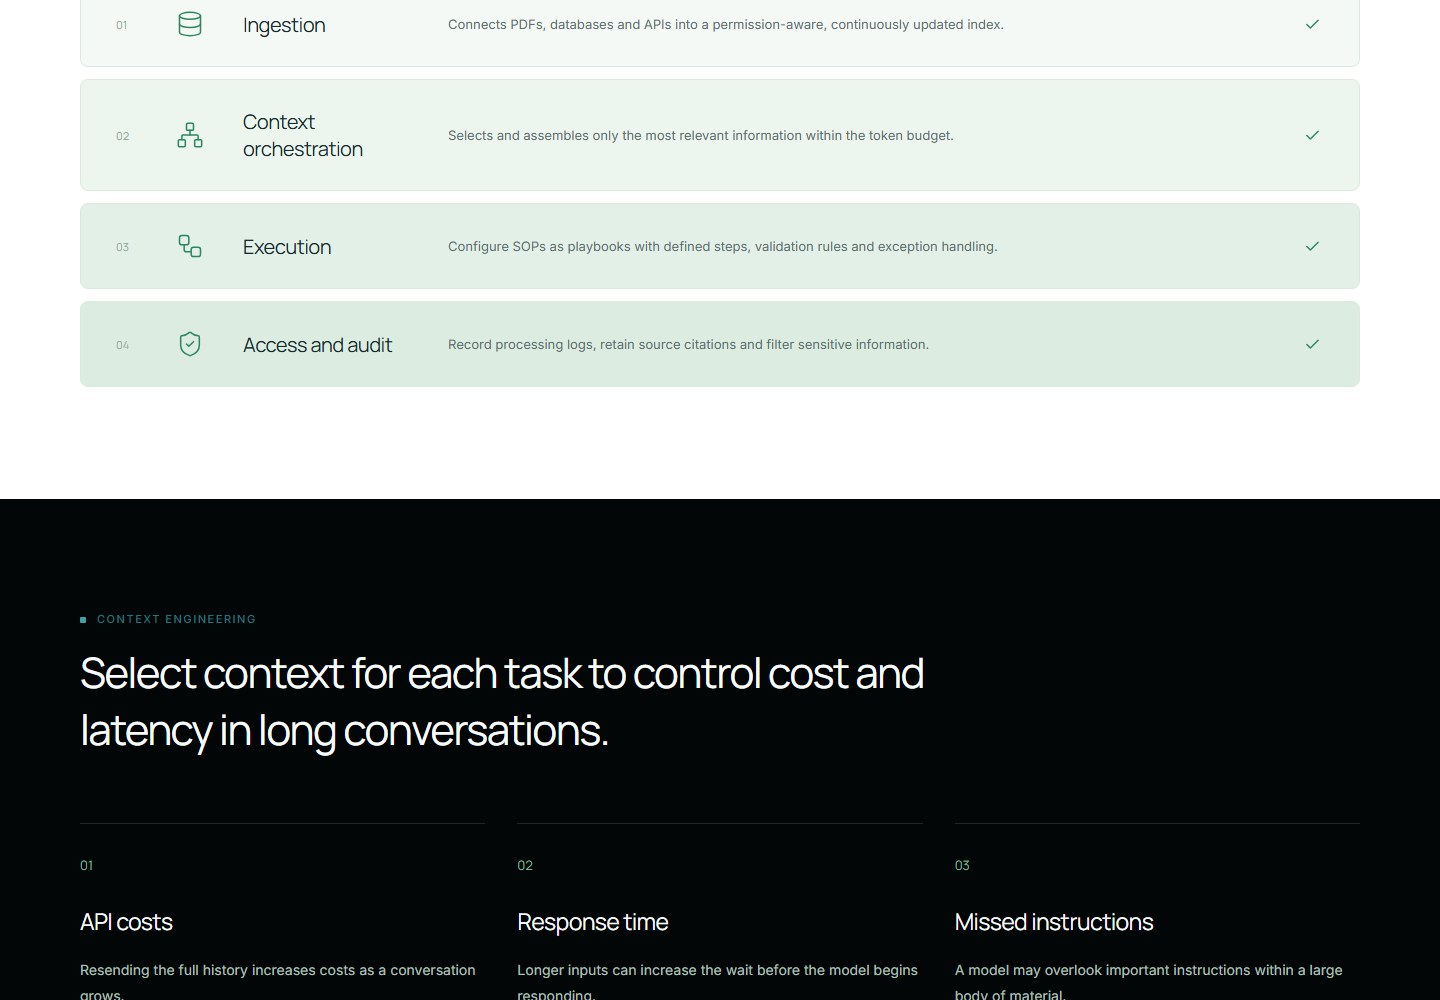 01
Ingestion
Connects PDFs, databases and APIs into a permission-aware, continuously updated index.
02
Context
orchestration
Selects and assembles only the most relevant information within the token budget.
03
Execution
Configure SOPs as playbooks with defined steps, validation rules and exception handling.
04
Access and audit
Record processing logs, retain source citations and filter sensitive information.
CONTEXT ENGINEERING
Select context for each task to control cost and
latency in long conversations.
01
API costs
Resending the full history increases costs as a conversation
grows.
02
Response time
Longer inputs can increase the wait before the model begins
responding.
03
Missed instructions
A model may overlook important instructions within a large
body of material.